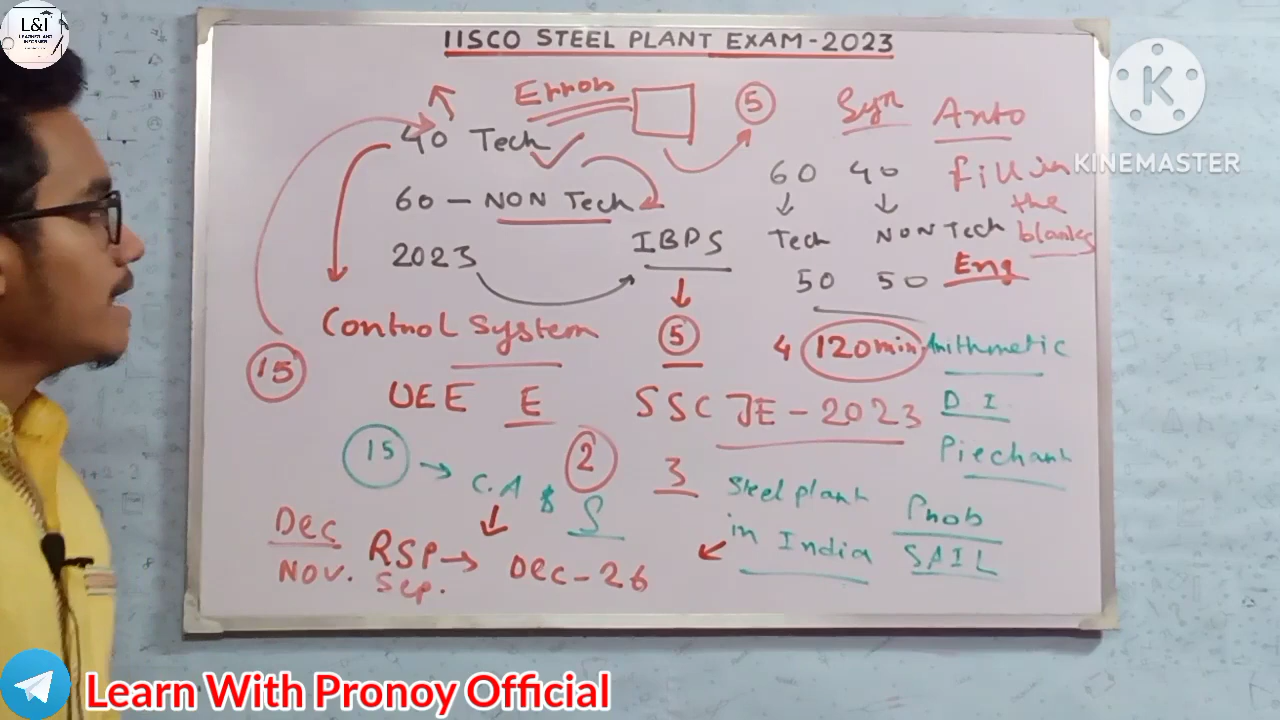 L&I
IISCO STEEL PLANT EXAM-2023
Error
5
Syn Anto
40 Tech
60 40 fill in
the
blanks
60 - NON Tech
2023
IBPS
Tech NON Tech
50 50 Eng
Control System
5
4 120min Arithmetic
15
UEE E
SSC JE-2023
D I.
Piechart
15 → C.A & S
2
3
Steel plant
in India
Prob
SAIL
Dec
Nov.
RSP → Dec-26
Sep.
K
KINEMASTER
Learn With Pronoy Official